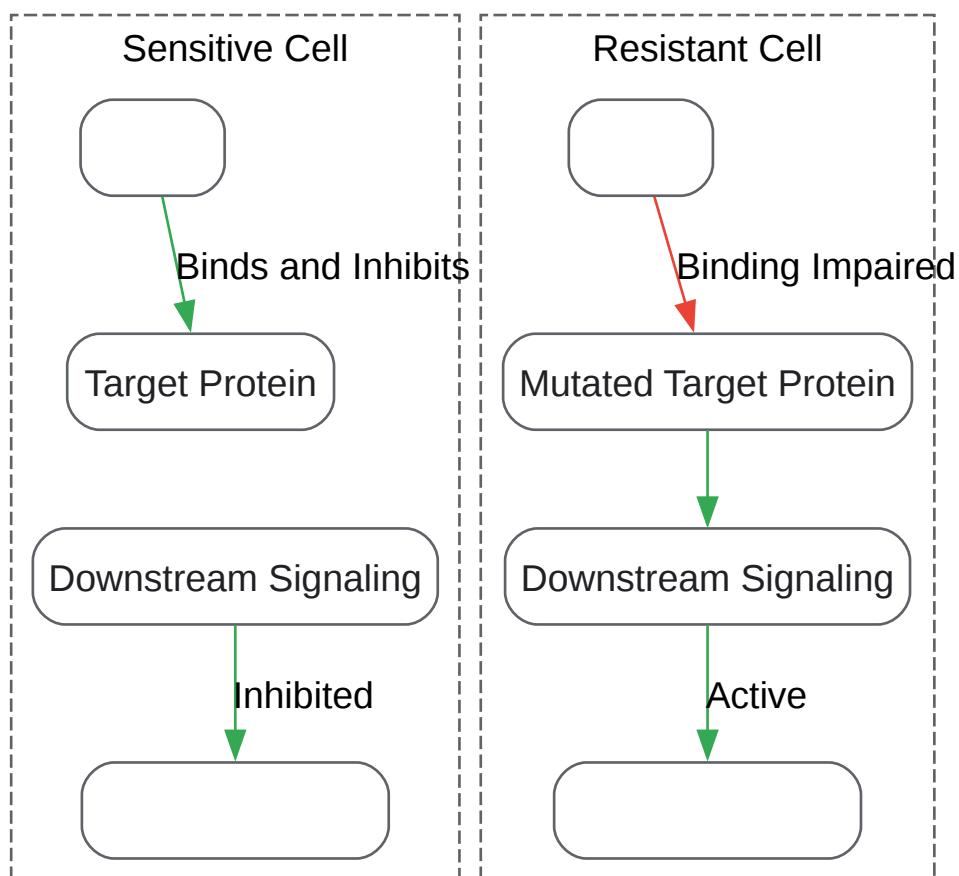 Sensitive Cell
Binds and Inhibits
Target Protein
Downstream Signaling
Inhibited
Resistant Cell
Binding Impaired
Mutated Target Protein
Downstream Signaling
Active